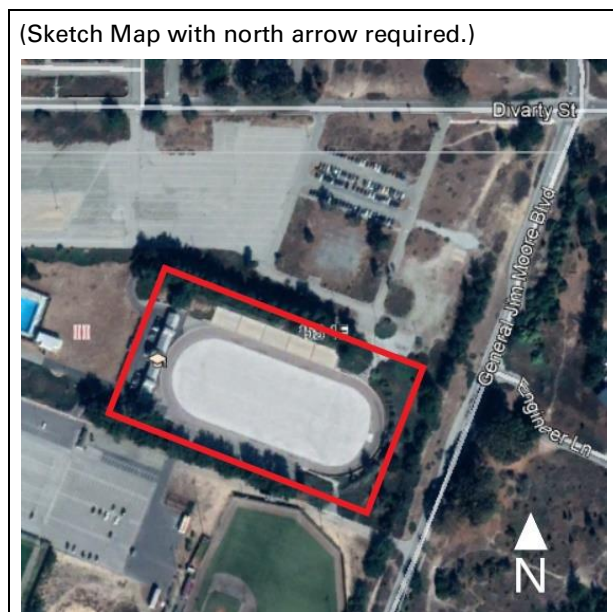 (Sketch Map with north arrow required.)
Divarty St
General Jim Moore Blvd
Engineer Ln
N